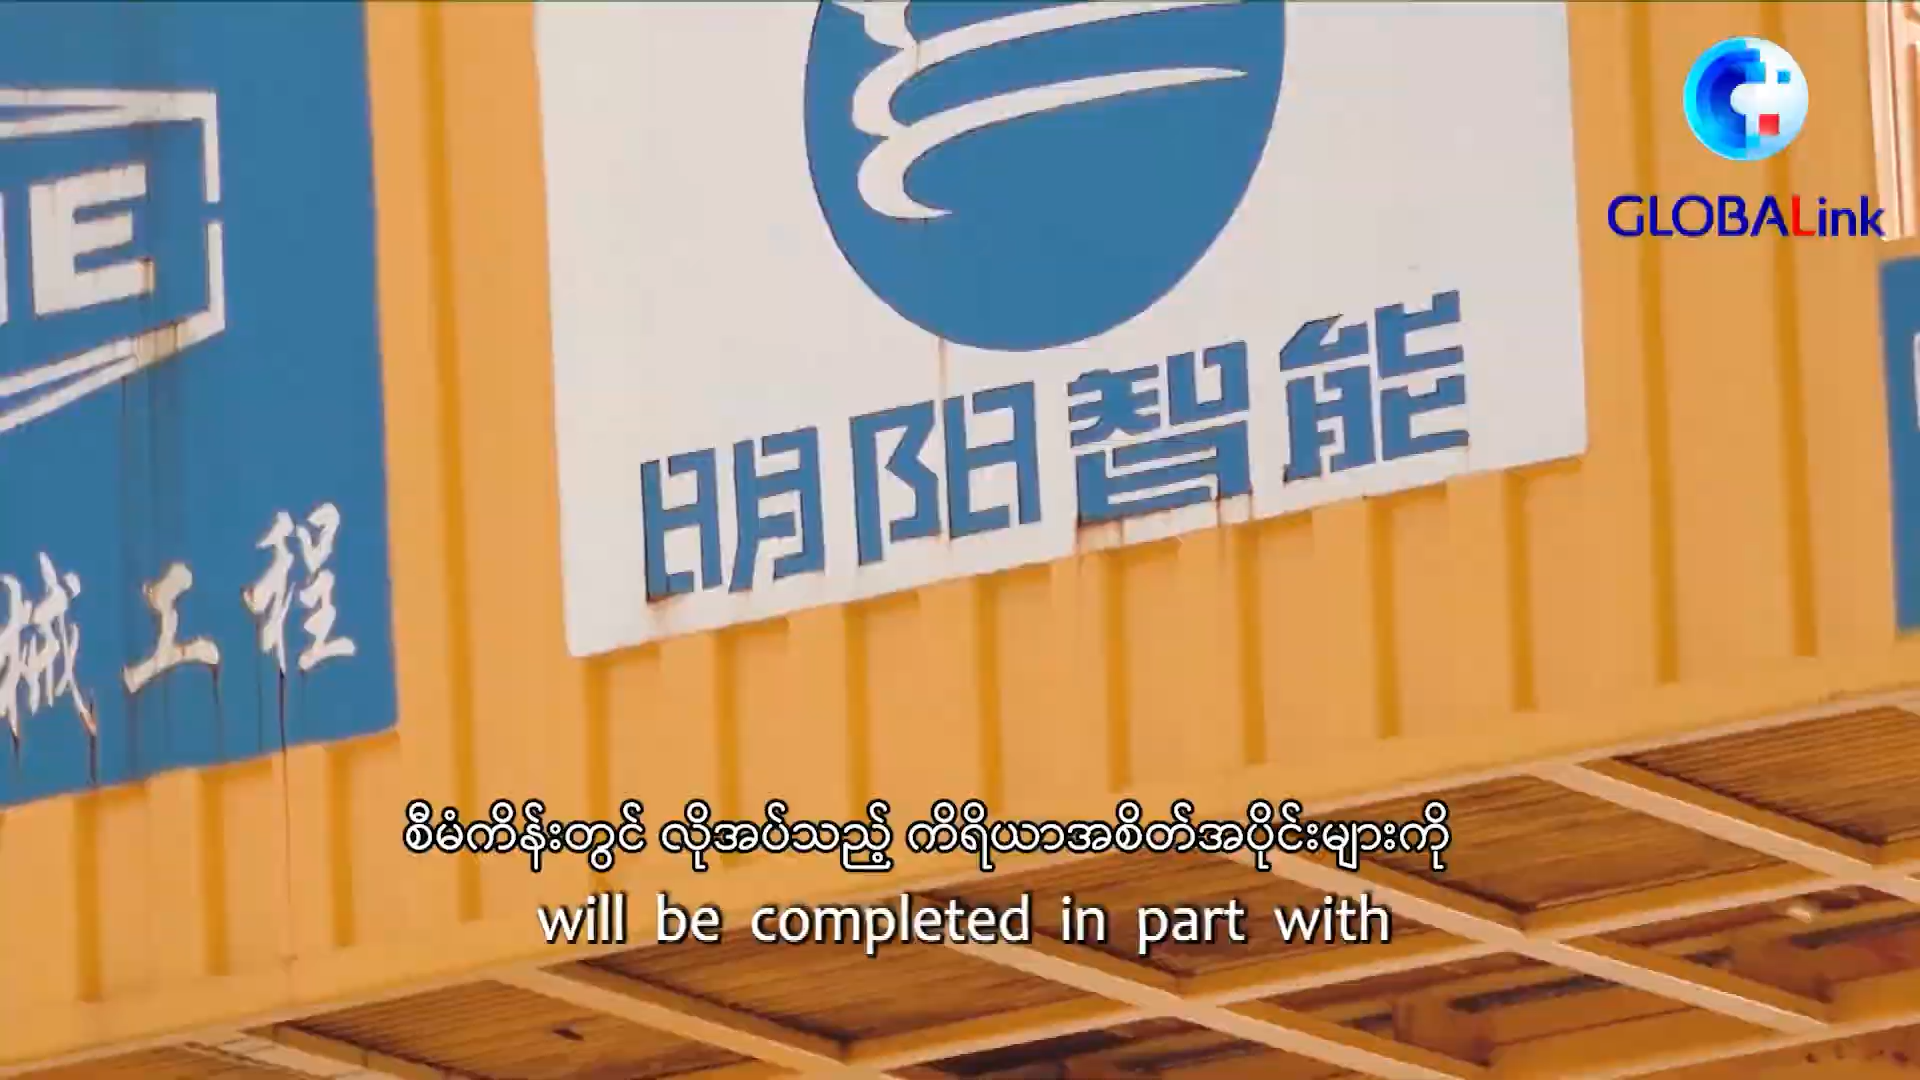 GLOBALink
E
明阳智能
械工程
စီမံကိန်းတွင် လိုအပ်သည့် ကိရိယာအစိတ်အပိုင်းများကို
will be completed in part with